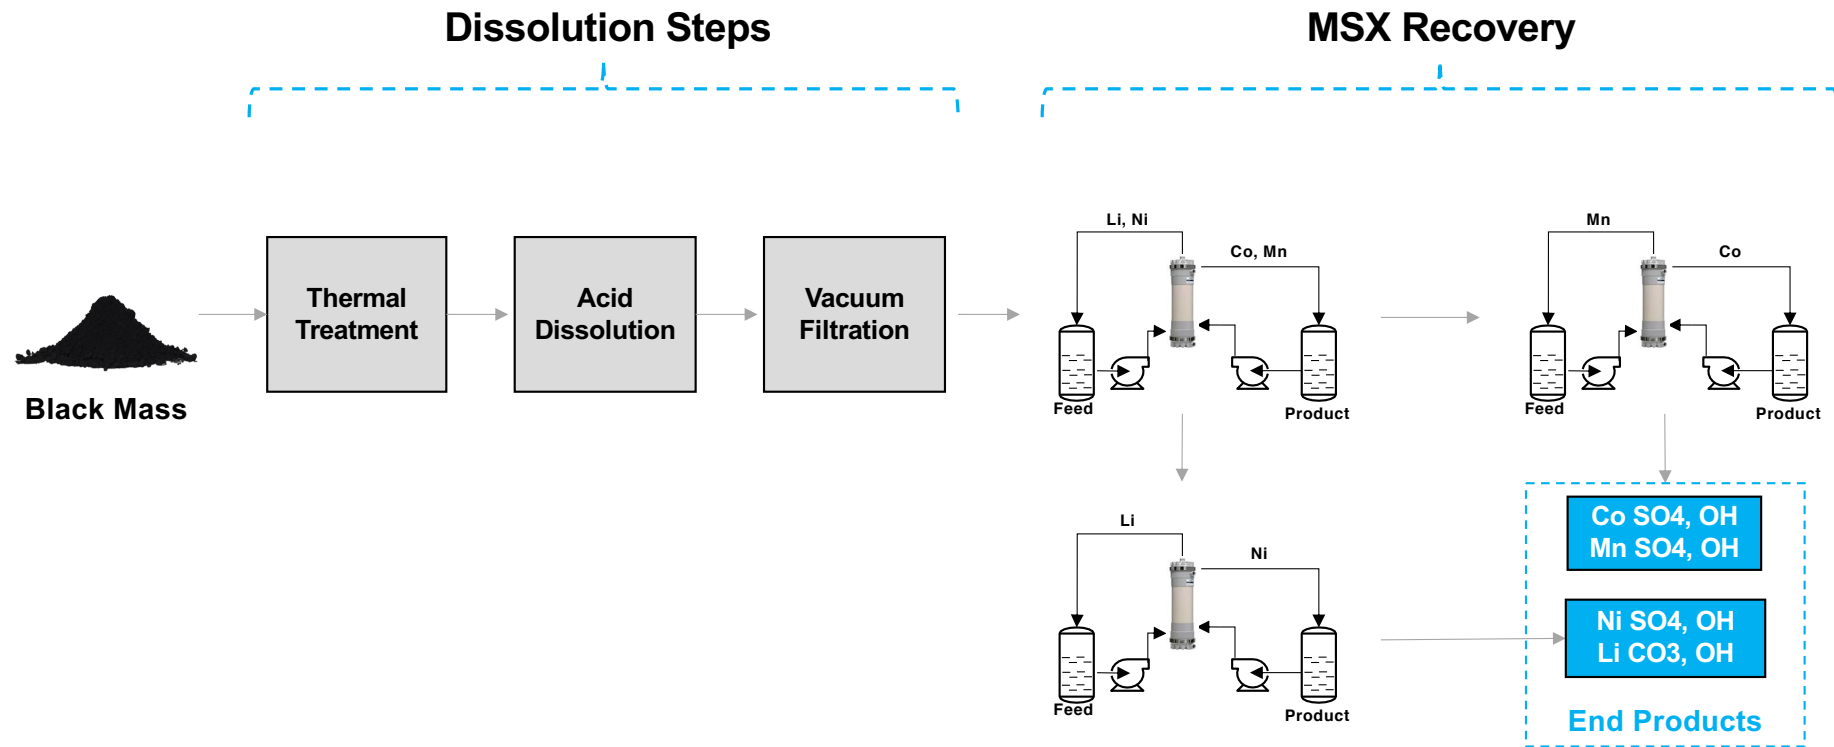 Dissolution Steps
MSX Recovery
Black Mass
Thermal
Treatment
Acid
Dissolution
Vacuum
Filtration
Li, Ni
Co, Mn
Feed
Product
Mn
Co
Feed
Product
Li
Ni
Feed
Product
Co SO4, OH
Mn SO4, OH
Ni SO4, OH
Li CO3, OH
End Products